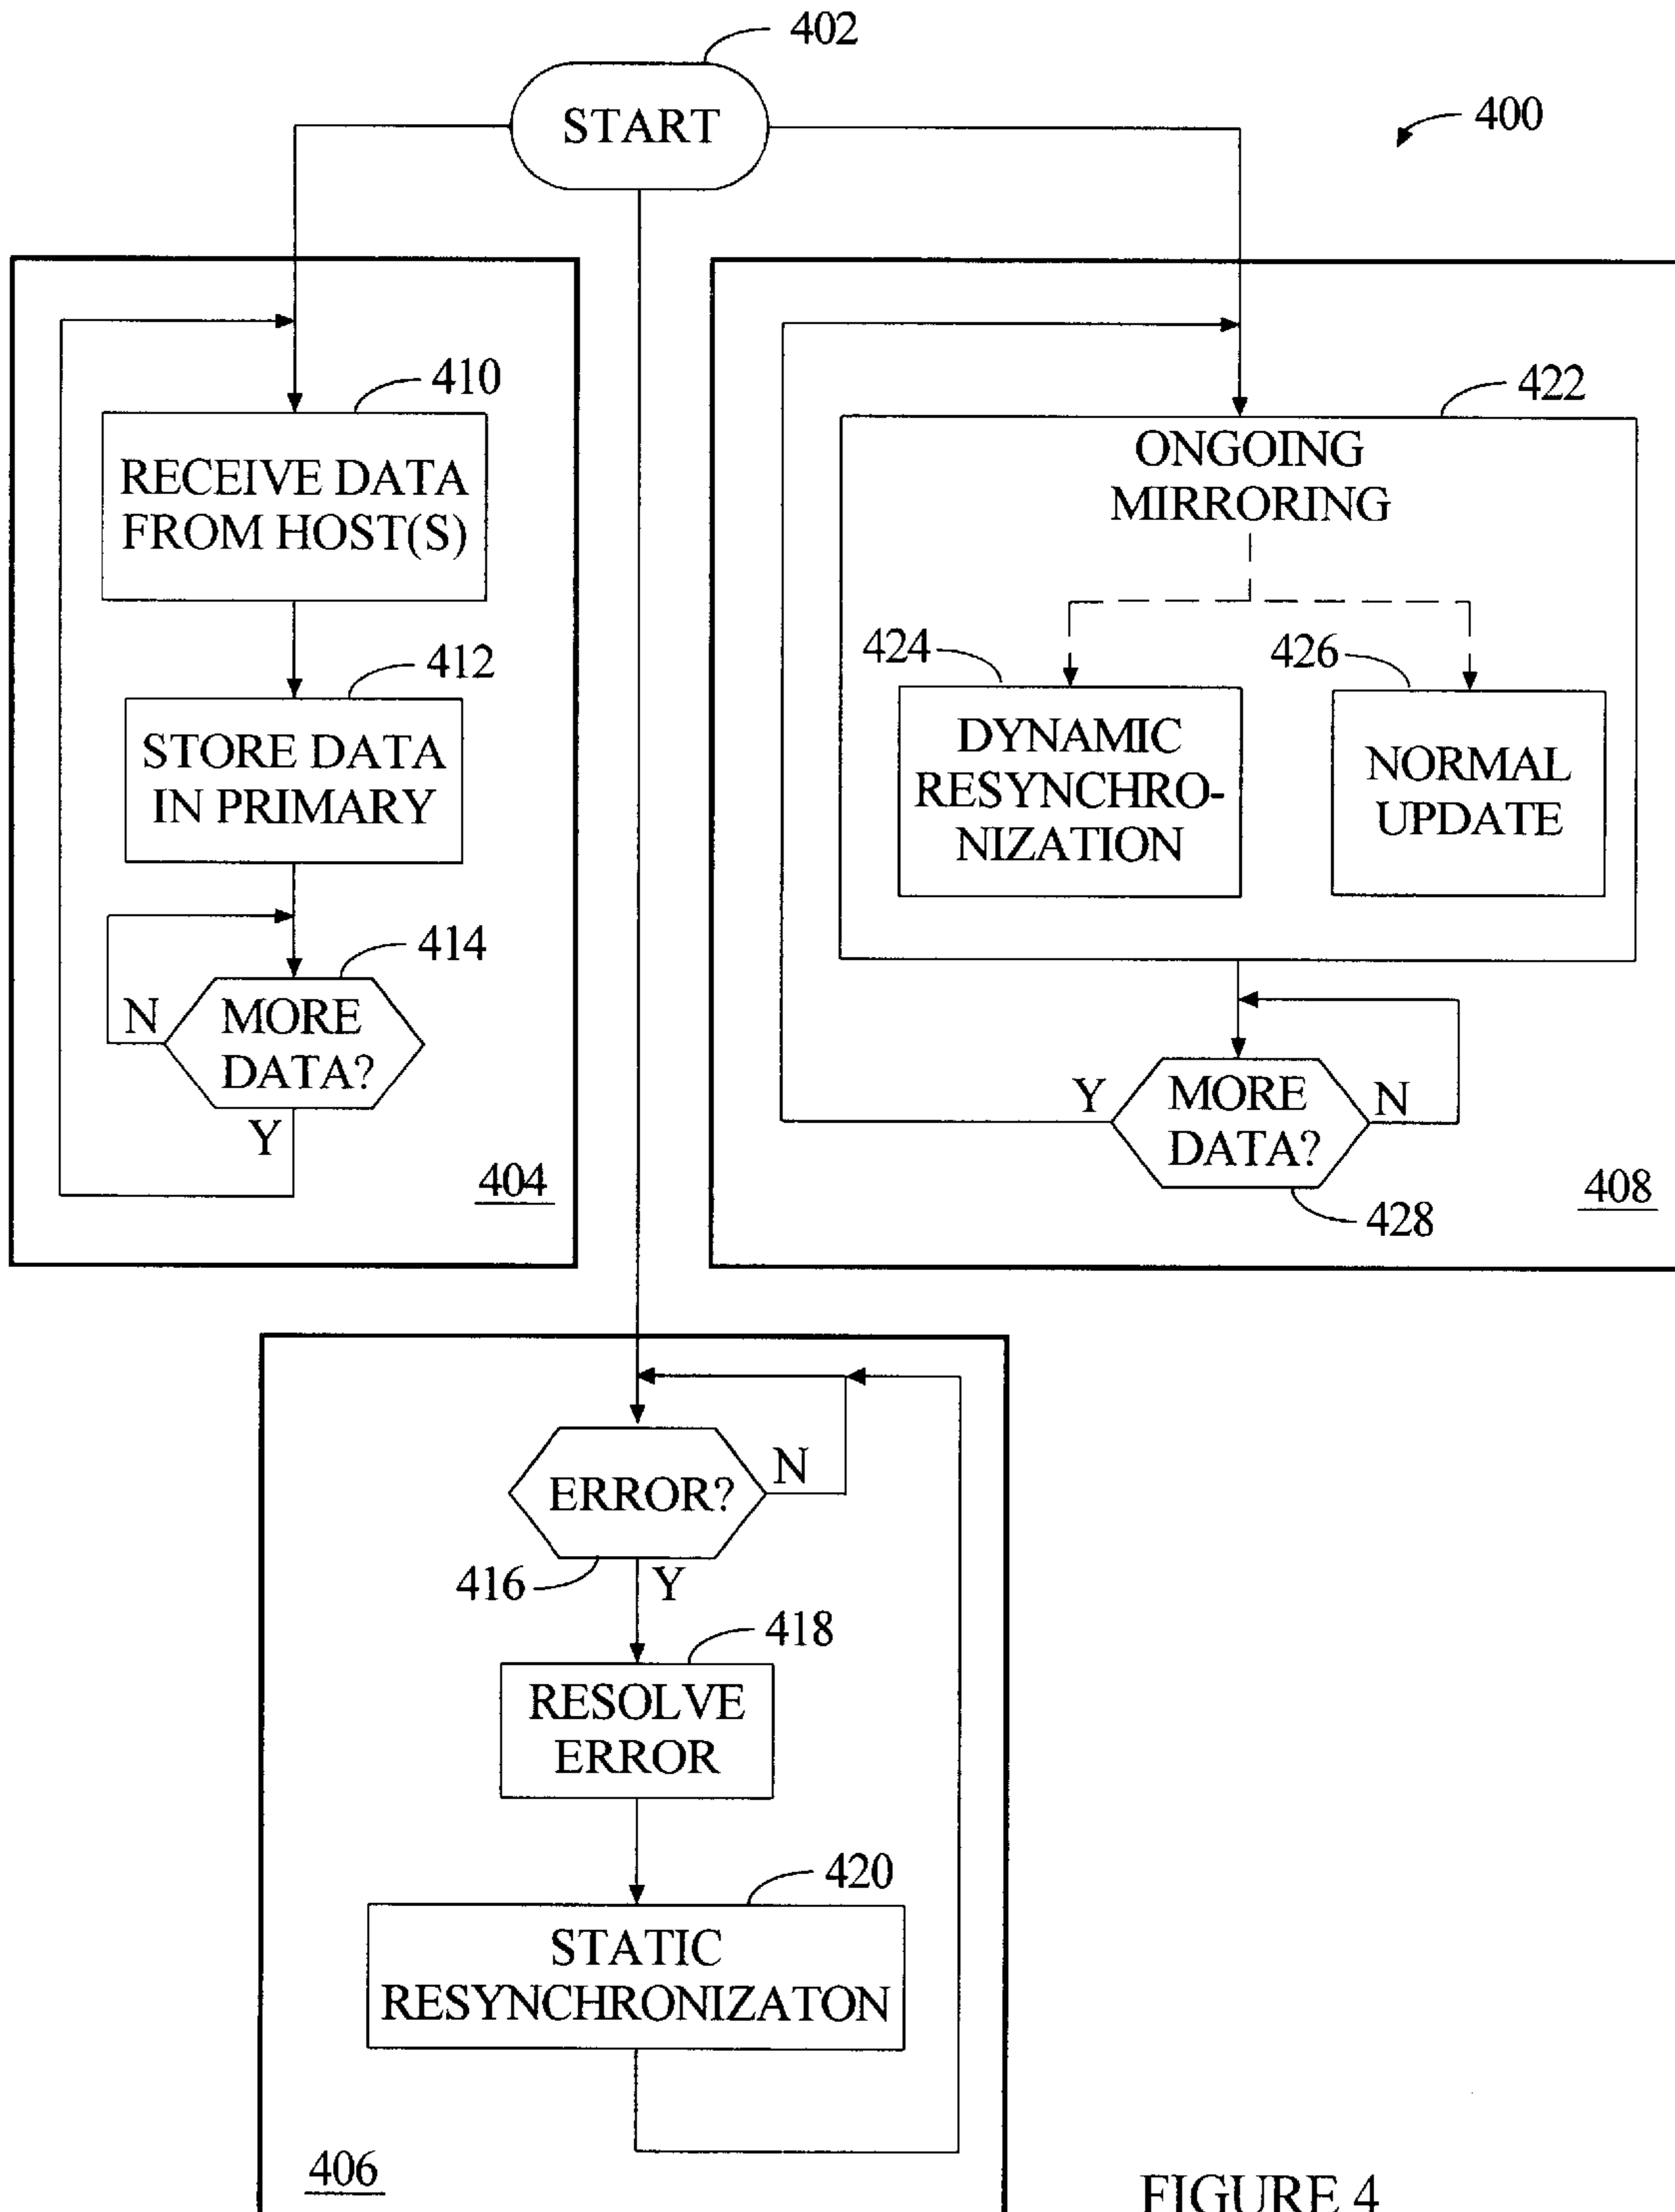 402
START
400
410
RECEIVE DATA
FROM HOST(S)
412
STORE DATA
IN PRIMARY
414
N
MORE
DATA?
Y
404
422
ONGOING
MIRRORING
424
426
DYNAMIC
RESYNCHRO-
NIZATION
NORMAL
UPDATE
Y
MORE
DATA?
N
408
428
N
ERROR?
416
Y
418
RESOLVE
ERROR
420
STATIC
RESYNCHRONIZATON
406
FIGURE 4